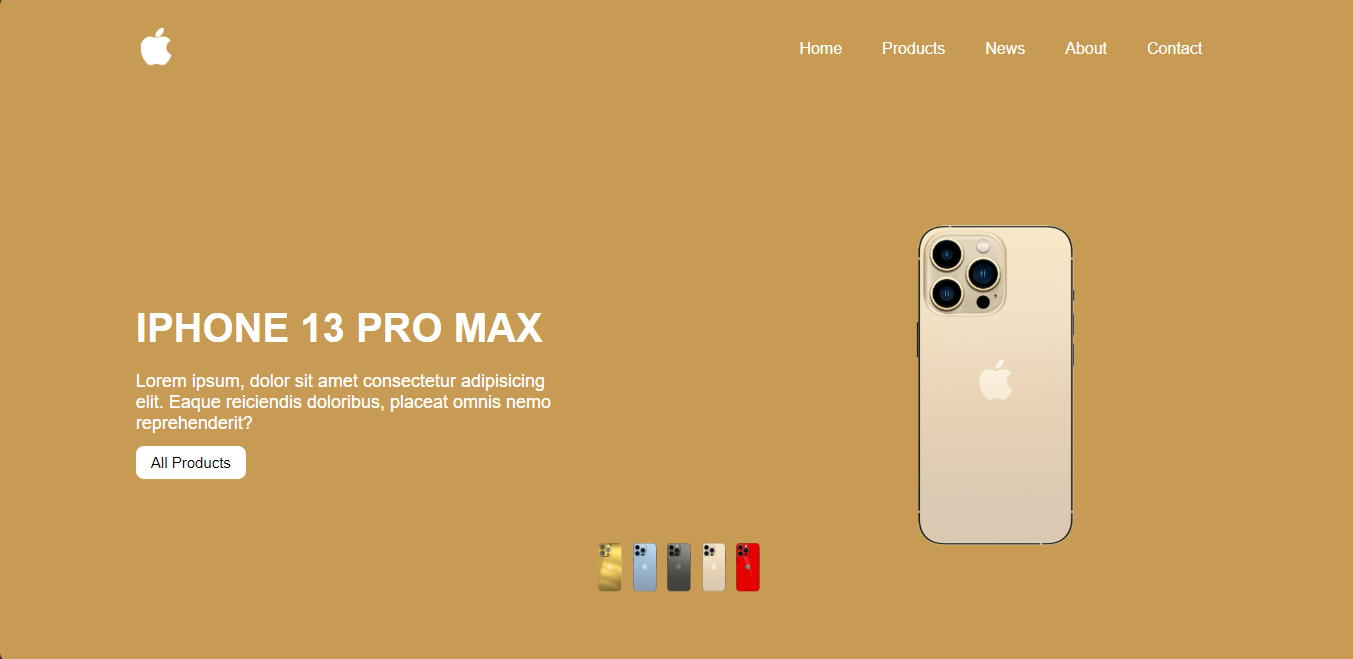 Home Products News About Contact
IPHONE 13 PRO MAX
Lorem ipsum, dolor sit amet consectetur adipisicing
elit. Eaque reiciendis doloribus, placeat omnis nemo
reprehenderit?
All Products